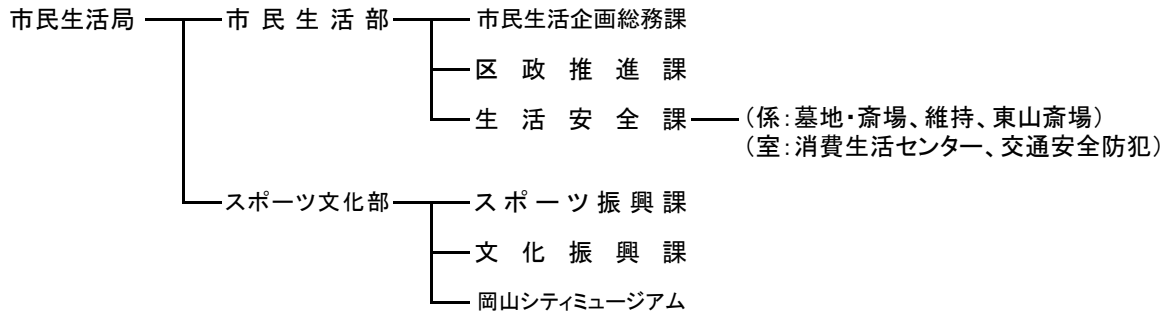 市民生活局 市民生活部 市民生活企画総務課
区政推進課
生活安全課 (係:墓地・斎場、維持、東山斎場)
(室:消費生活センター、交通安全防犯)
スポーツ文化部 スポーツ振興課
文化振興課
岡山シティミュージアム